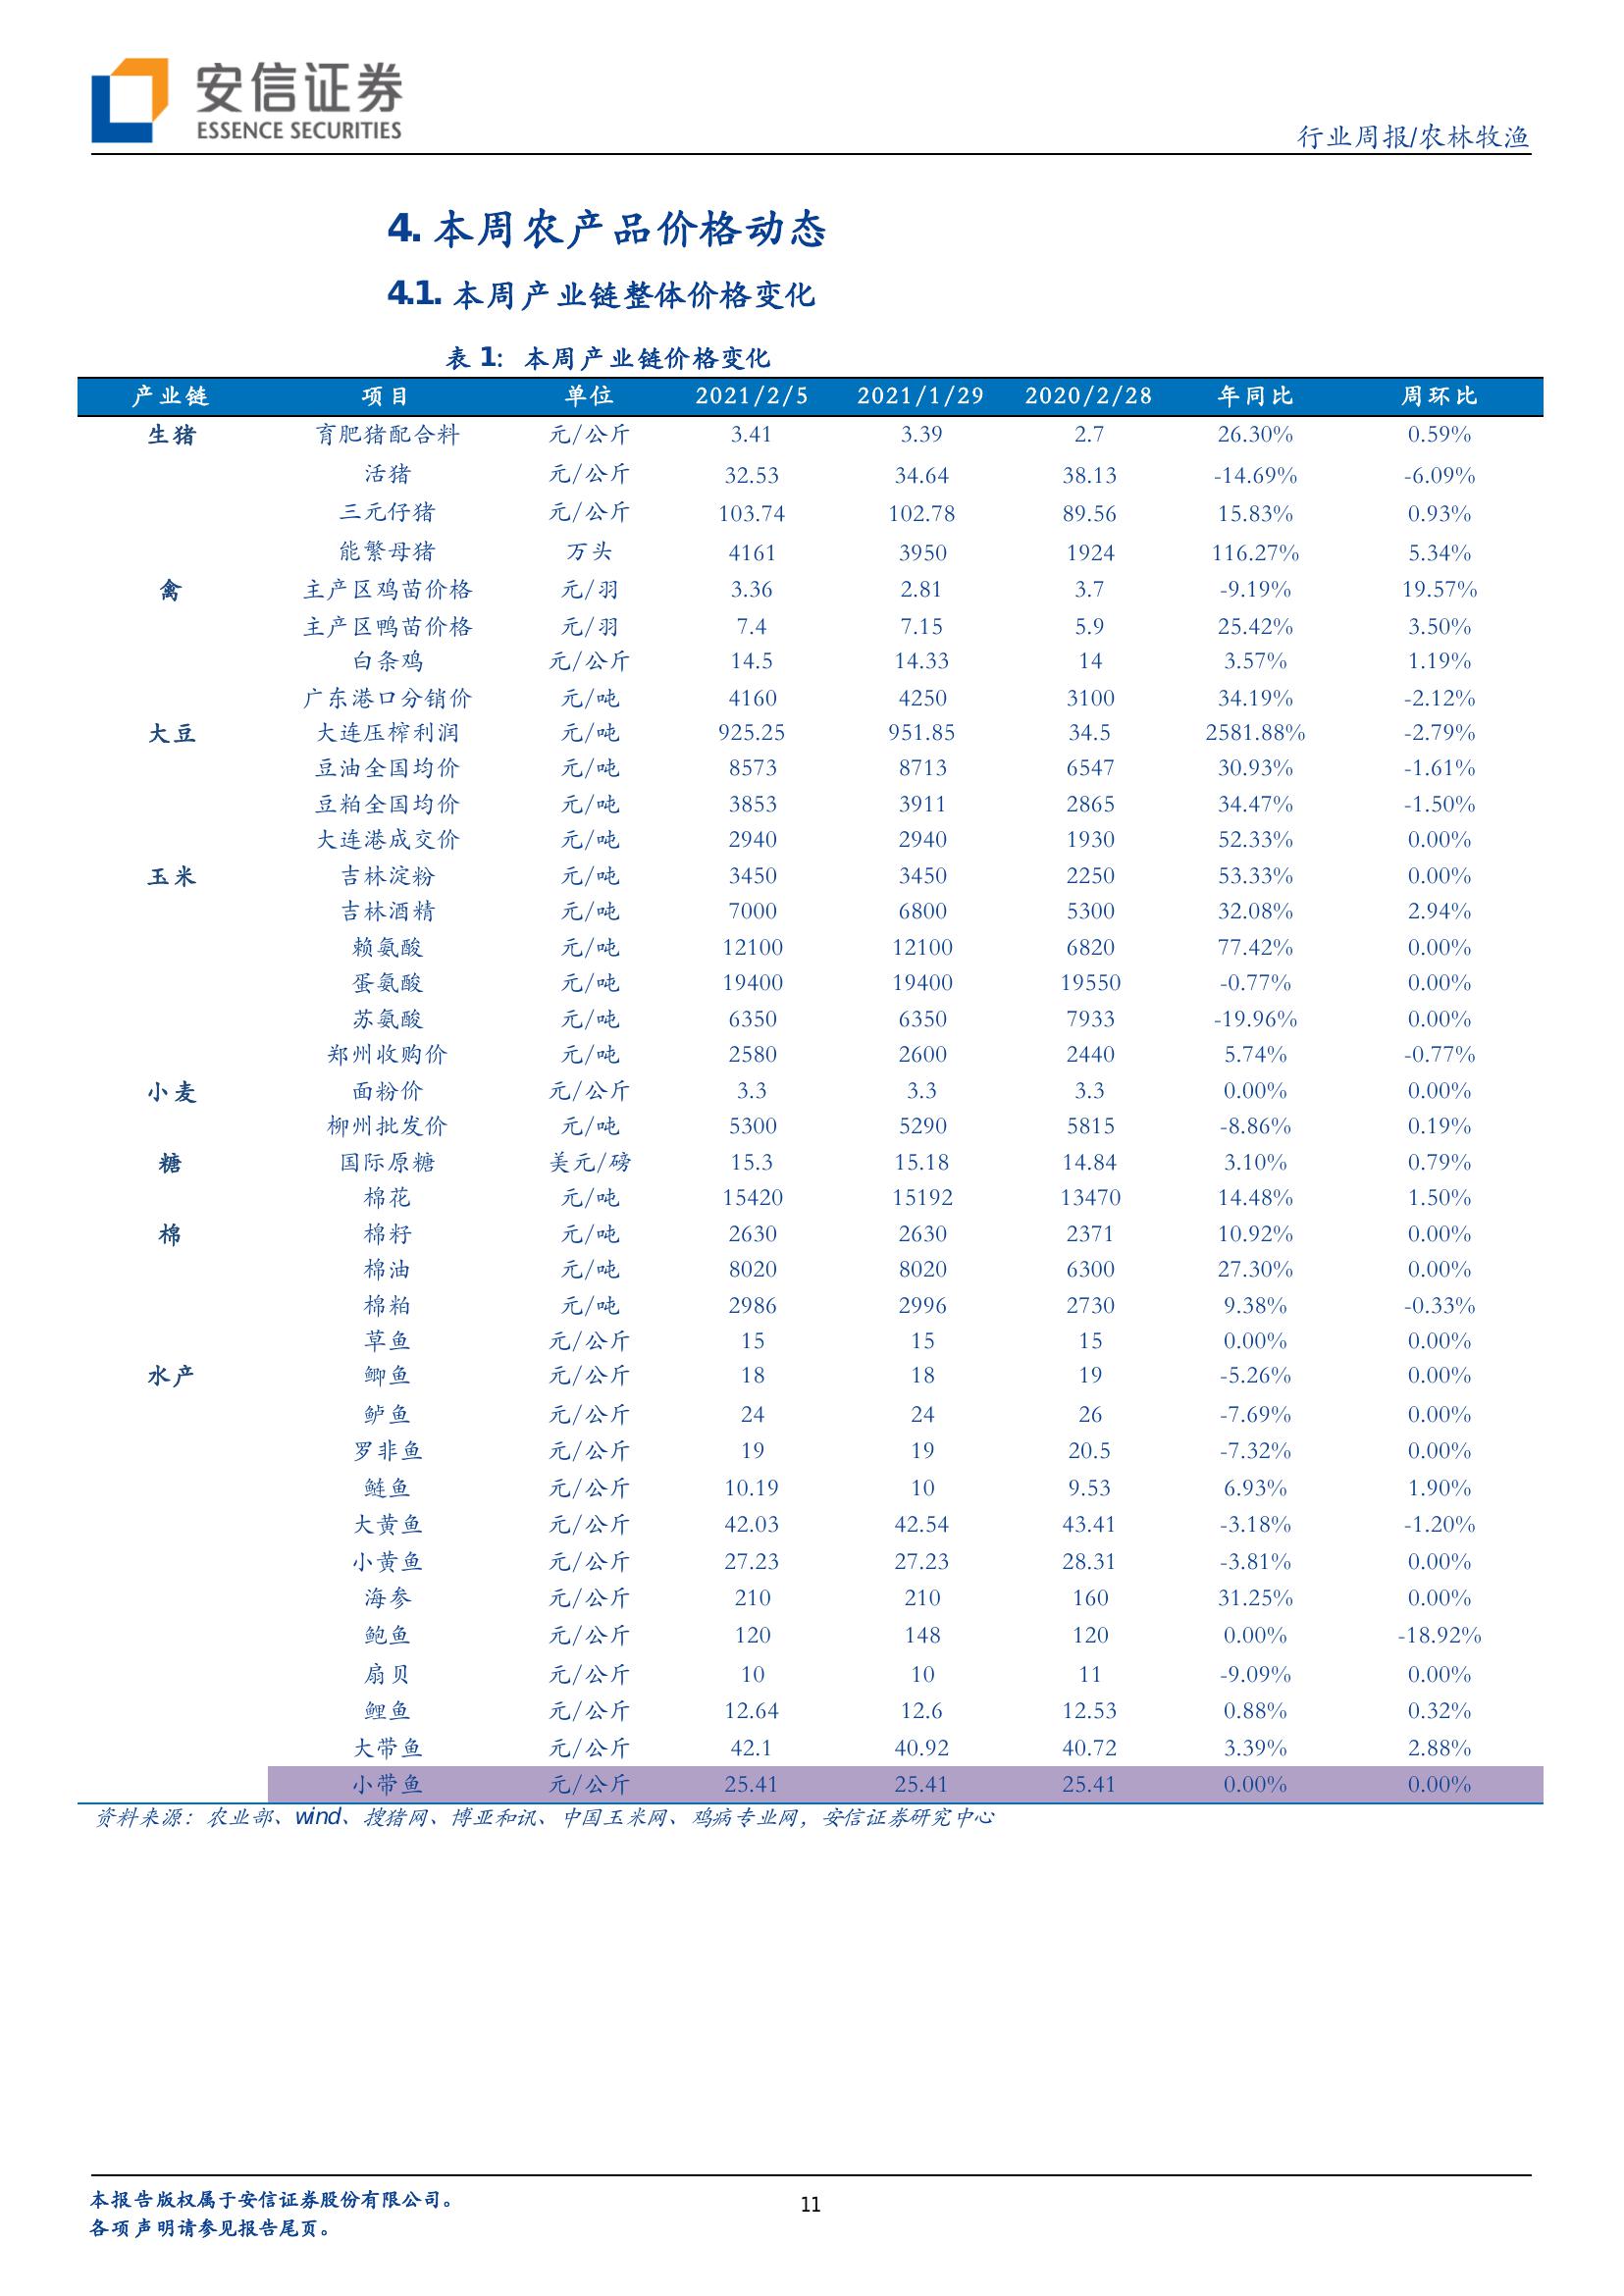 安信证券
ESSENCE SECURITIES
行业周报/农林牧渔
4. 本周农产品价格动态
4.1. 本周产业链整体价格变化
表 1: 本周产业链价格变化
产业链 项目 单位 2021/2/5 2021/1/29 2020/2/28 年同比 周环比
生猪 育肥猪配合料 元/公斤 3.41 3.39 2.7 26.30% 0.59%
活猪 元/公斤 32.53 34.64 38.13 -14.69% -6.09%
三元仔猪 元/公斤 103.74 102.78 89.56 15.83% 0.93%
能繁母猪 万头 4161 3950 1924 116.27% 5.34%
禽 主产区鸡苗价格 元/羽 3.36 2.81 3.7 -9.19% 19.57%
主产区鸭苗价格 元/羽 7.4 7.15 5.9 25.42% 3.50%
白条鸡 元/公斤 14.5 14.33 14 3.57% 1.19%
广东港口分销价 元/吨 4160 4250 3100 34.19% -2.12%
大豆 大连压榨利润 元/吨 925.25 951.85 34.5 2581.88% -2.79%
豆油全国均价 元/吨 8573 8713 6547 30.93% -1.61%
豆粕全国均价 元/吨 3853 3911 2865 34.47% -1.50%
大连港成交价 元/吨 2940 2940 1930 52.33% 0.00%
玉米 吉林淀粉 元/吨 3450 3450 2250 53.33% 0.00%
吉林酒精 元/吨 7000 6800 5300 32.08% 2.94%
赖氨酸 元/吨 12100 12100 6820 77.42% 0.00%
蛋氨酸 元/吨 19400 19400 19550 -0.77% 0.00%
苏氨酸 元/吨 6350 6350 7933 -19.96% 0.00%
郑州收购价 元/吨 2580 2600 2440 5.74% -0.77%
小麦 面粉价 元/公斤 3.3 3.3 3.3 0.00% 0.00%
柳州批发价 元/吨 5300 5290 5815 -8.86% 0.19%
糖 国际原糖 美元/磅 15.3 15.18 14.84 3.10% 0.79%
棉花 元/吨 15420 15192 13470 14.48% 1.50%
棉 棉籽 元/吨 2630 2630 2371 10.92% 0.00%
棉油 元/吨 8020 8020 6300 27.30% 0.00%
棉粕 元/吨 2986 2996 2730 9.38% -0.33%
草鱼 元/公斤 15 15 15 0.00% 0.00%
水产 鲫鱼 元/公斤 18 18 19 -5.26% 0.00%
鲈鱼 元/公斤 24 24 26 -7.69% 0.00%
罗非鱼 元/公斤 19 19 20.5 -7.32% 0.00%
鲢鱼 元/公斤 10.19 10 9.53 6.93% 1.90%
大黄鱼 元/公斤 42.03 42.54 43.41 -3.18% -1.20%
小黄鱼 元/公斤 27.23 27.23 28.31 -3.81% 0.00%
海参 元/公斤 210 210 160 31.25% 0.00%
鲍鱼 元/公斤 120 148 120 0.00% -18.92%
扇贝 元/公斤 10 10 11 -9.09% 0.00%
鲤鱼 元/公斤 12.64 12.6 12.53 0.88% 0.32%
大带鱼 元/公斤 42.1 40.92 40.72 3.39% 2.88%
小带鱼 元/公斤 25.41 25.41 25.41 0.00% 0.00%
资料来源：农业部、wind、搜猪网、博亚和讯、中国玉米网、鸡病专业网，安信证券研究中心
本报告版权属于安信证券股份有限公司。
11
各项声明请参见报告尾页。